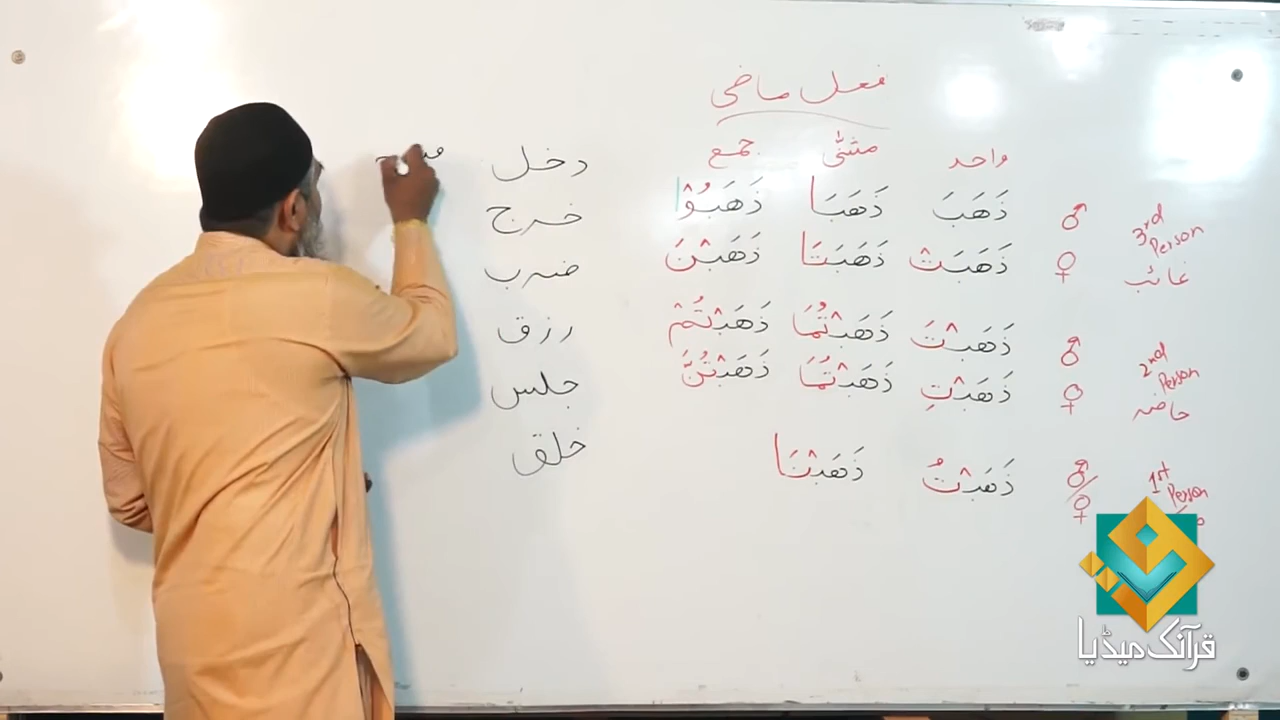 فعل ماضی
واحد مثنّٰی جمع
3rd Person غائب ♂ ذَهَبَ ذَهَبَا ذَهَبُوْا دخل
♀ ذَهَبَتْ ذَهَبَتَا ذَهَبْنَ خرج
2nd Person حاضر ♂ ذَهَبْتَ ذَهَبْتُمَا ذَهَبْتُمْ ضرب
♀ ذَهَبْتِ ذَهَبْتُمَا ذَهَبْتُنَّ رزق
1st Person ♂/♀ ذَهَبْتُ ذَهَبْنَا جلس
خلق
قرآنک میڈیا